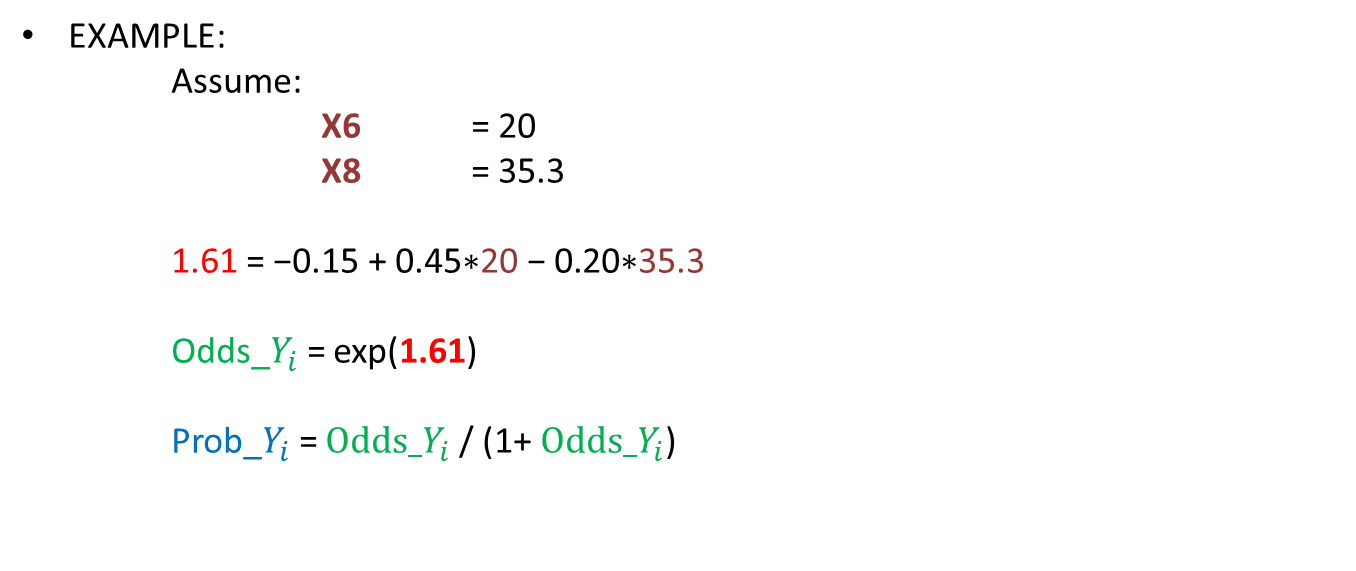 • EXAMPLE:
Assume:
X6 = 20
X8 = 35.3
1.61 = −0.15 + 0.45*20 − 0.20*35.3
Odds_Yᵢ = exp(1.61)
Prob_Yᵢ = Odds_Yᵢ / (1+ Odds_Yᵢ)